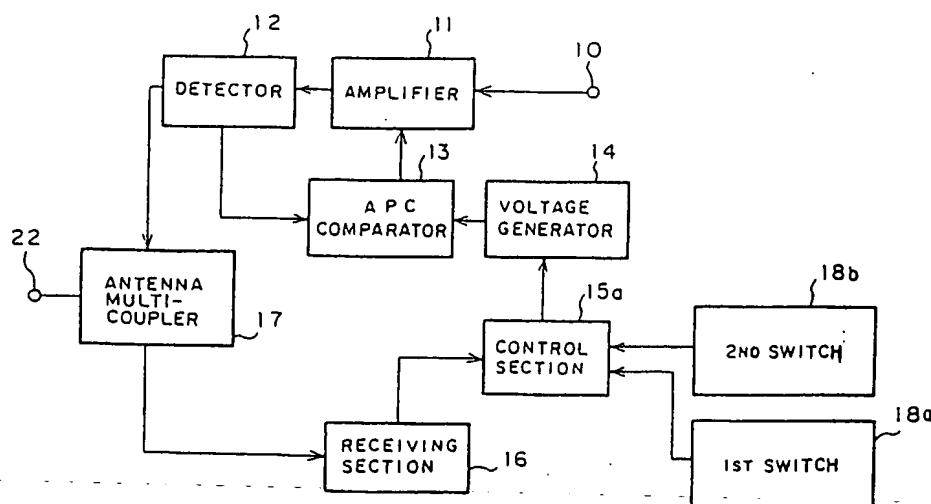 12
11
10
DETECTOR
AMPLIFIER
13
14
APC
COMPARATOR
VOLTAGE
GENERATOR
22
ANTENNA
MULTI-
COUPLER
17
15a
18b
CONTROL
SECTION
2ND SWITCH
18a
RECEIVING
SECTION
16
1ST SWITCH